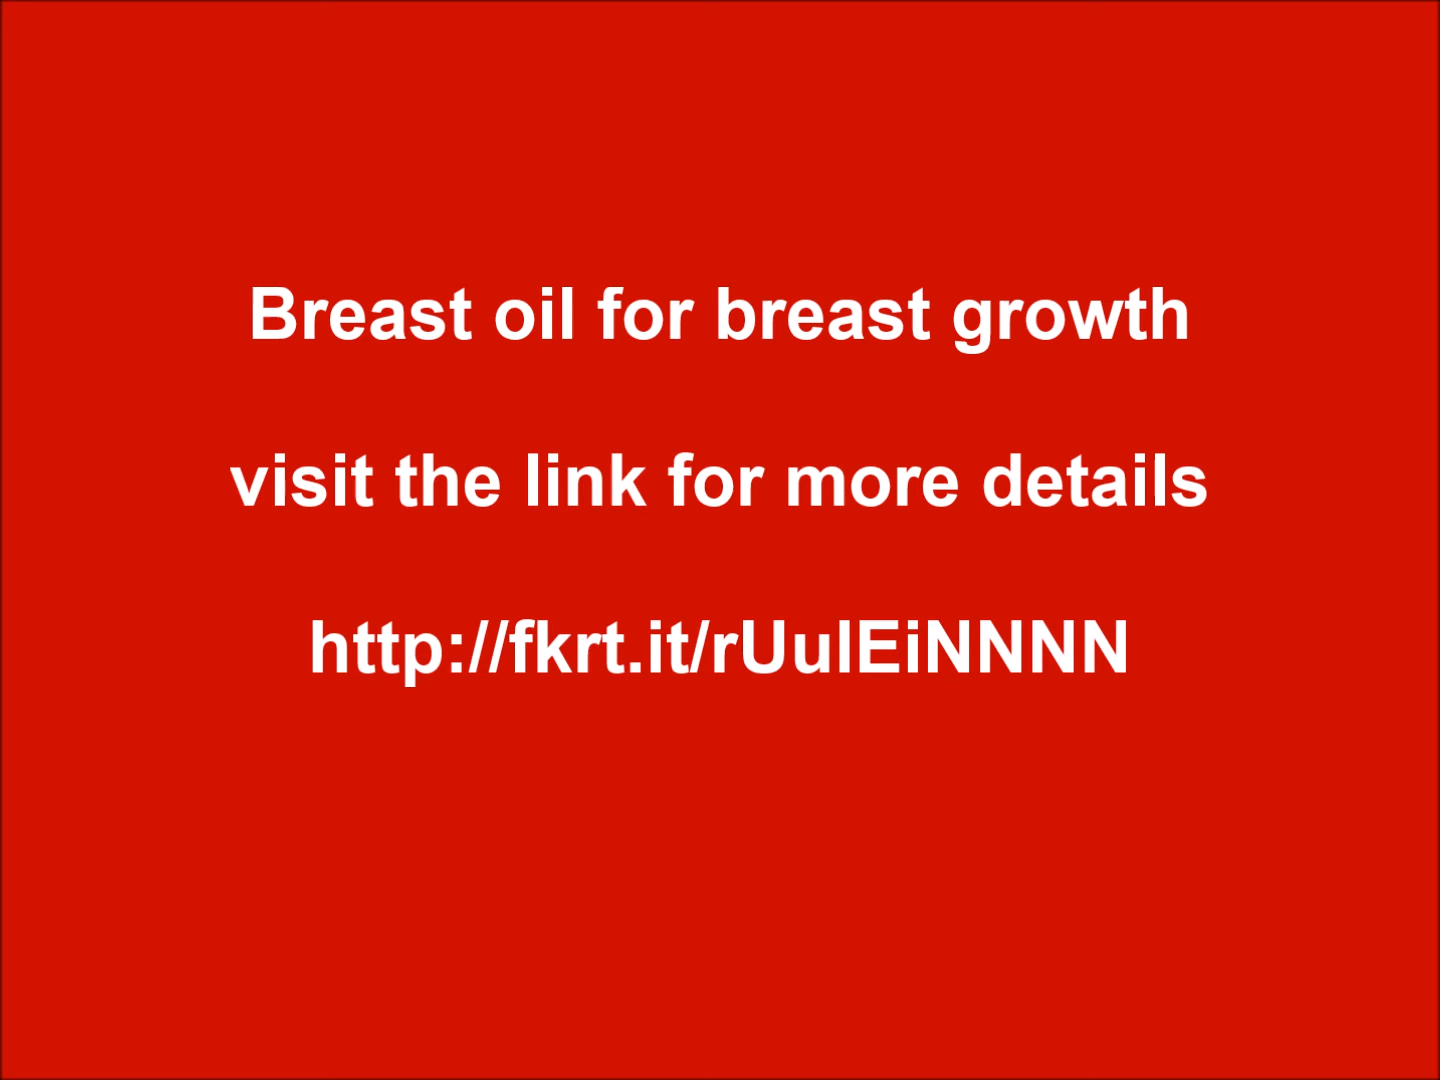 Breast oil for breast growth
visit the link for more details
http://fkrt.it/rUulEiNNNN